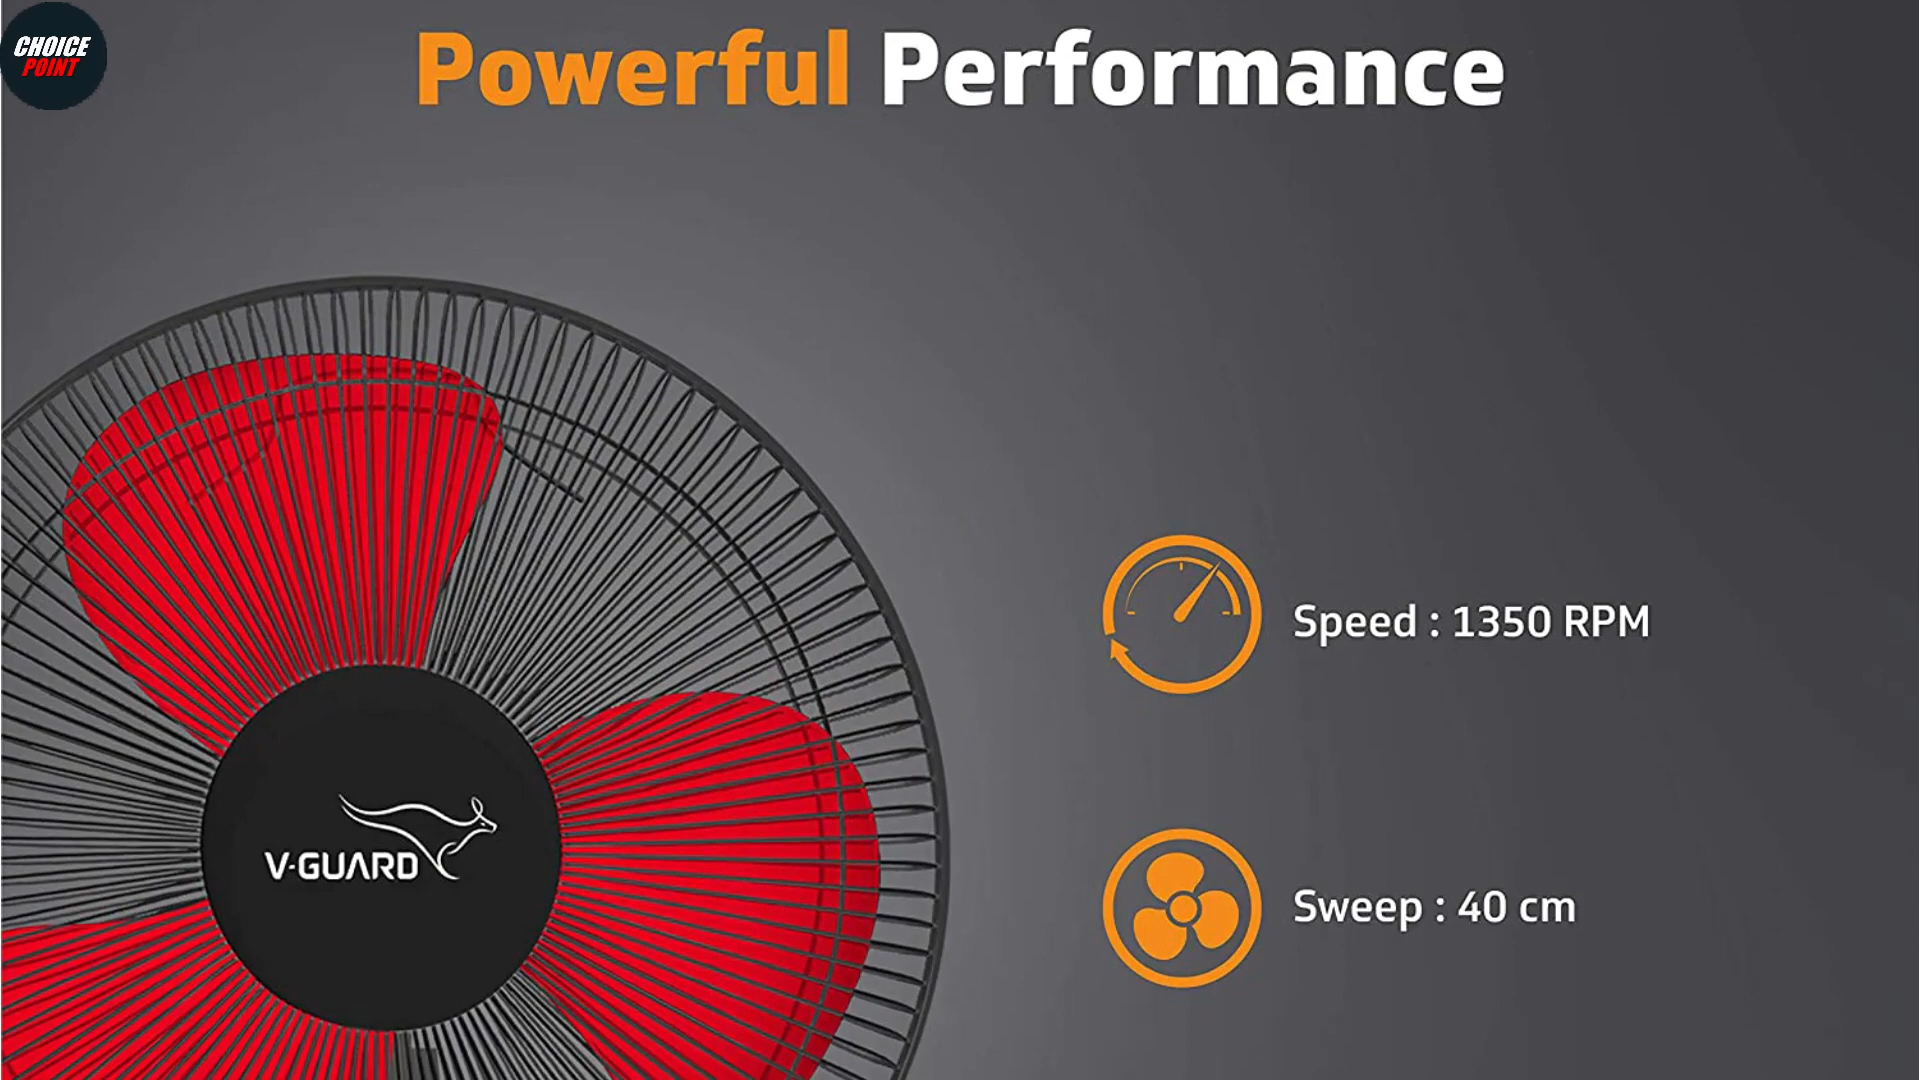 CHOICE
POINT
Powerful Performance
Speed : 1350 RPM
V-GUARD
Sweep : 40 cm